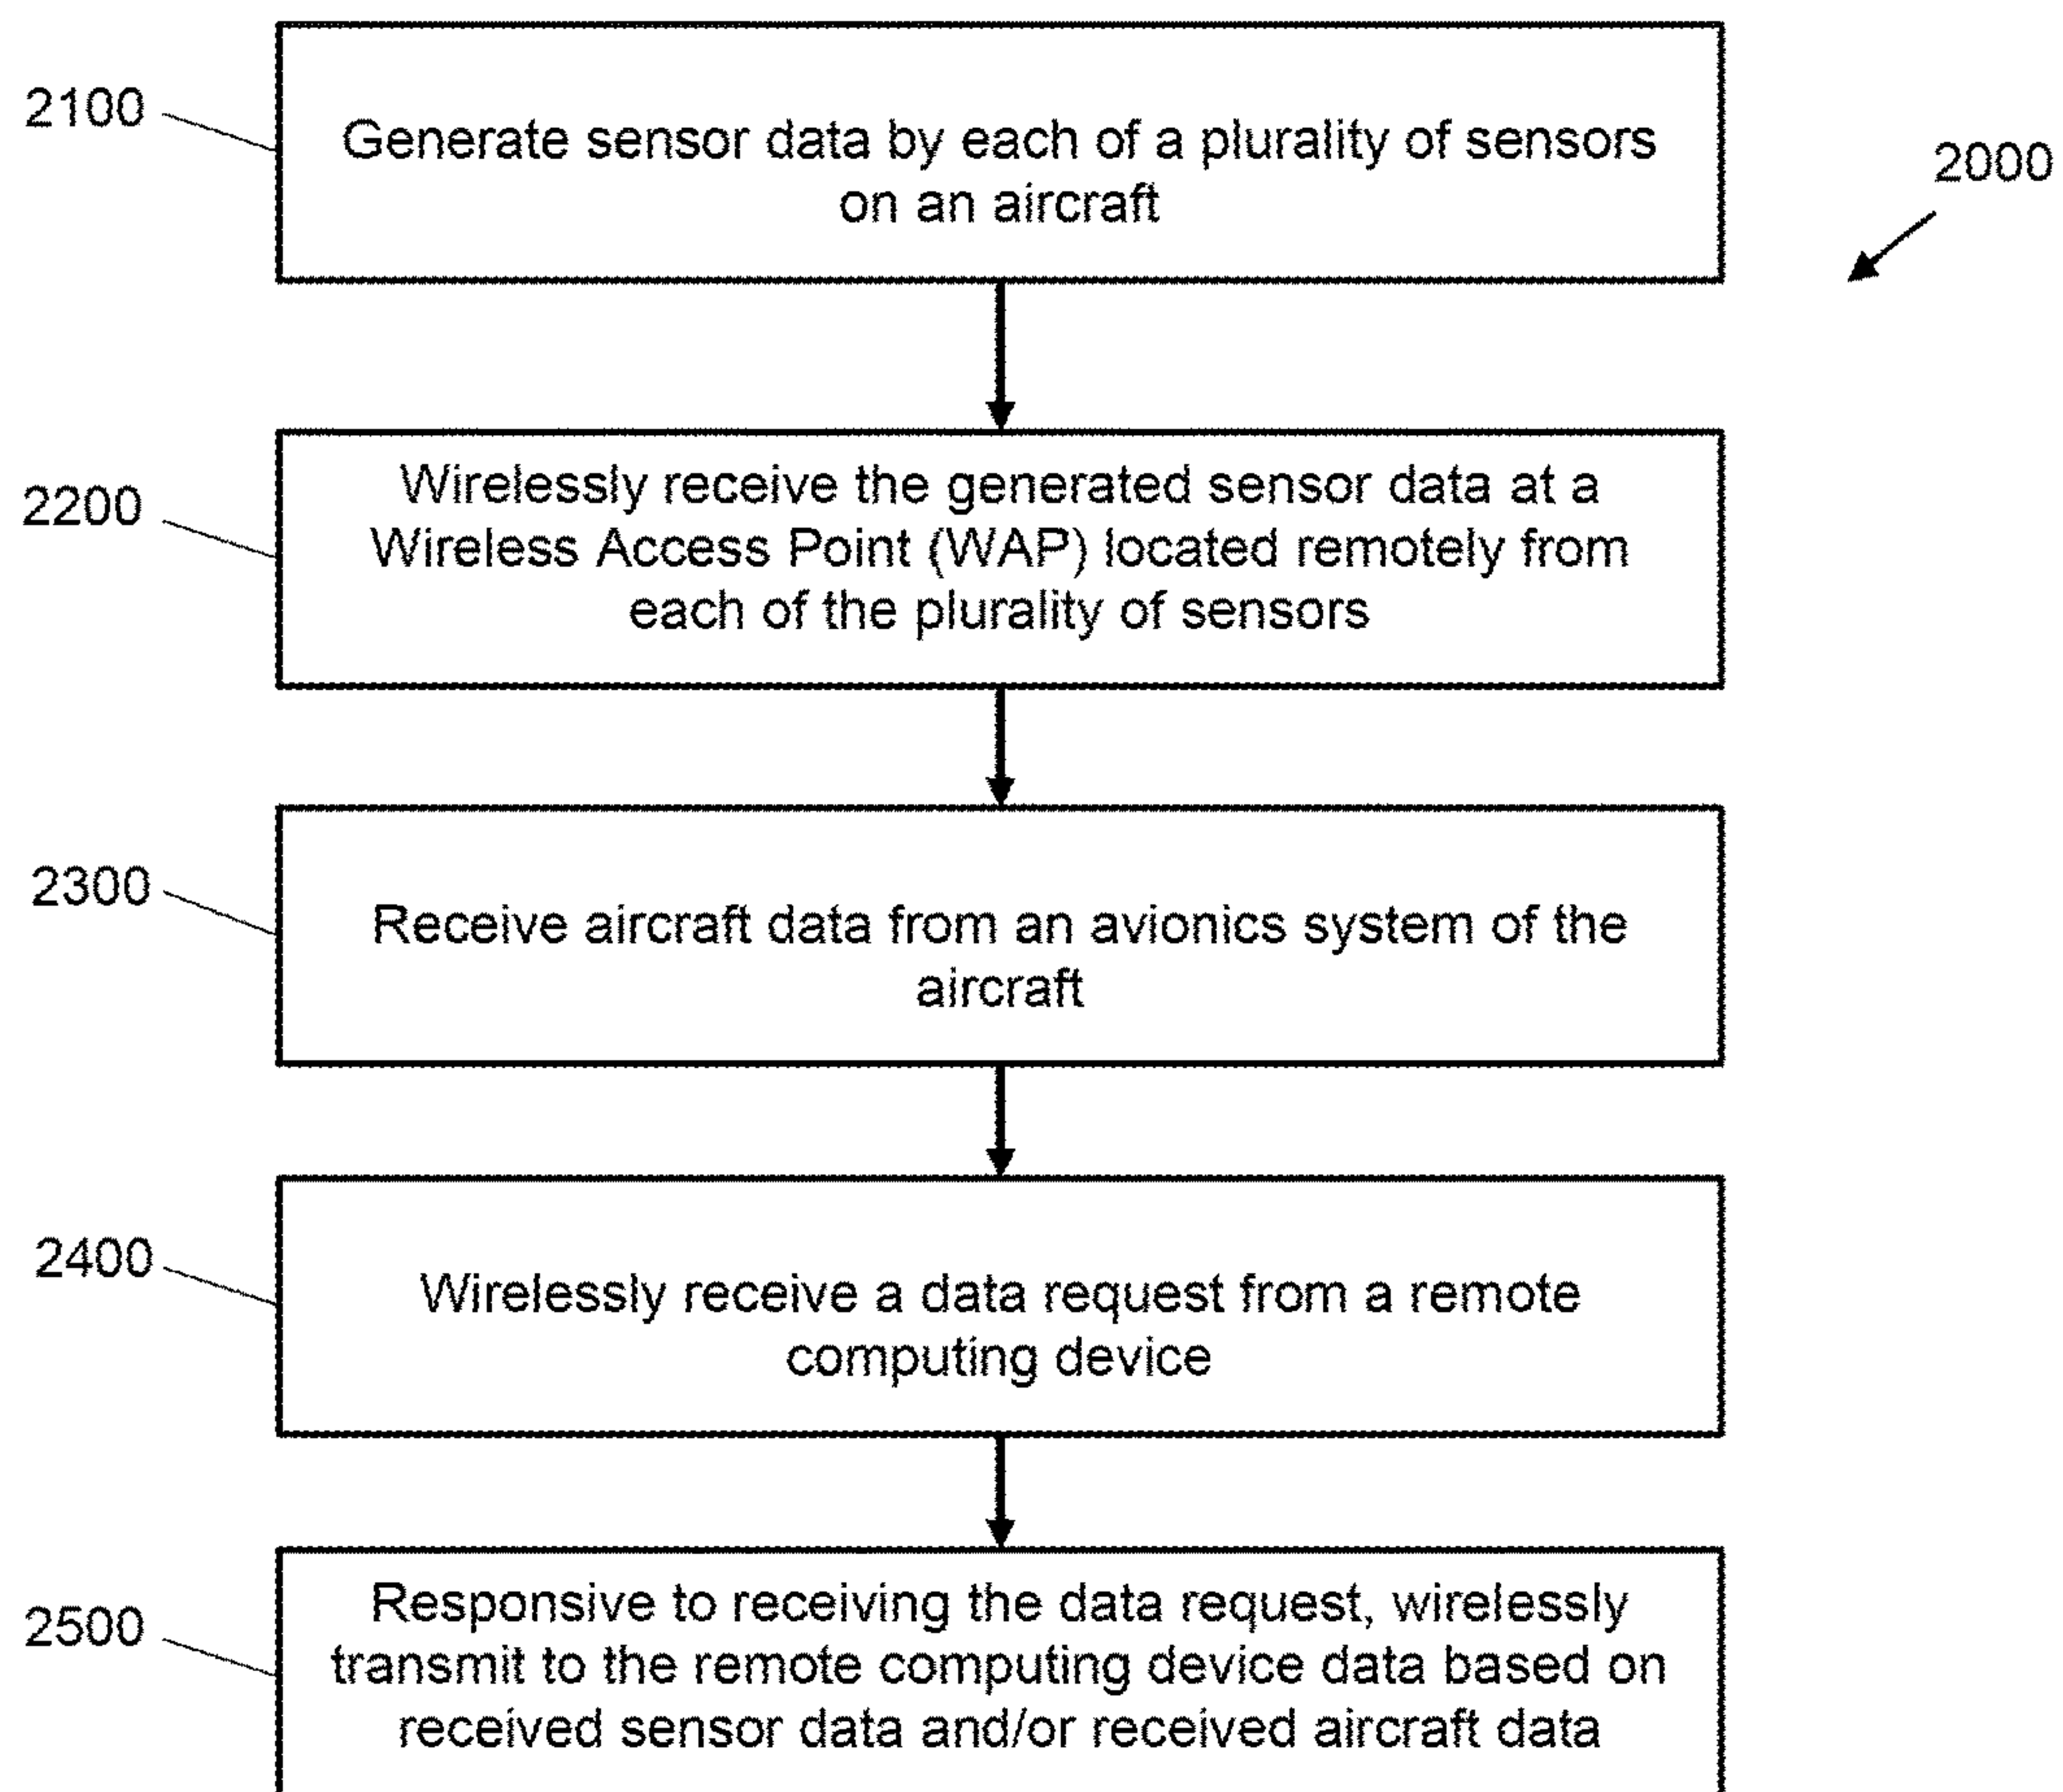 2100
Generate sensor data by each of a plurality of sensors
on an aircraft
2000
2200
Wirelessly receive the generated sensor data at a
Wireless Access Point (WAP) located remotely from
each of the plurality of sensors
2300
Receive aircraft data from an avionics system of the
aircraft
2400
Wirelessly receive a data request from a remote
computing device
2500
Responsive to receiving the data request, wirelessly
transmit to the remote computing device data based on
received sensor data and/or received aircraft data